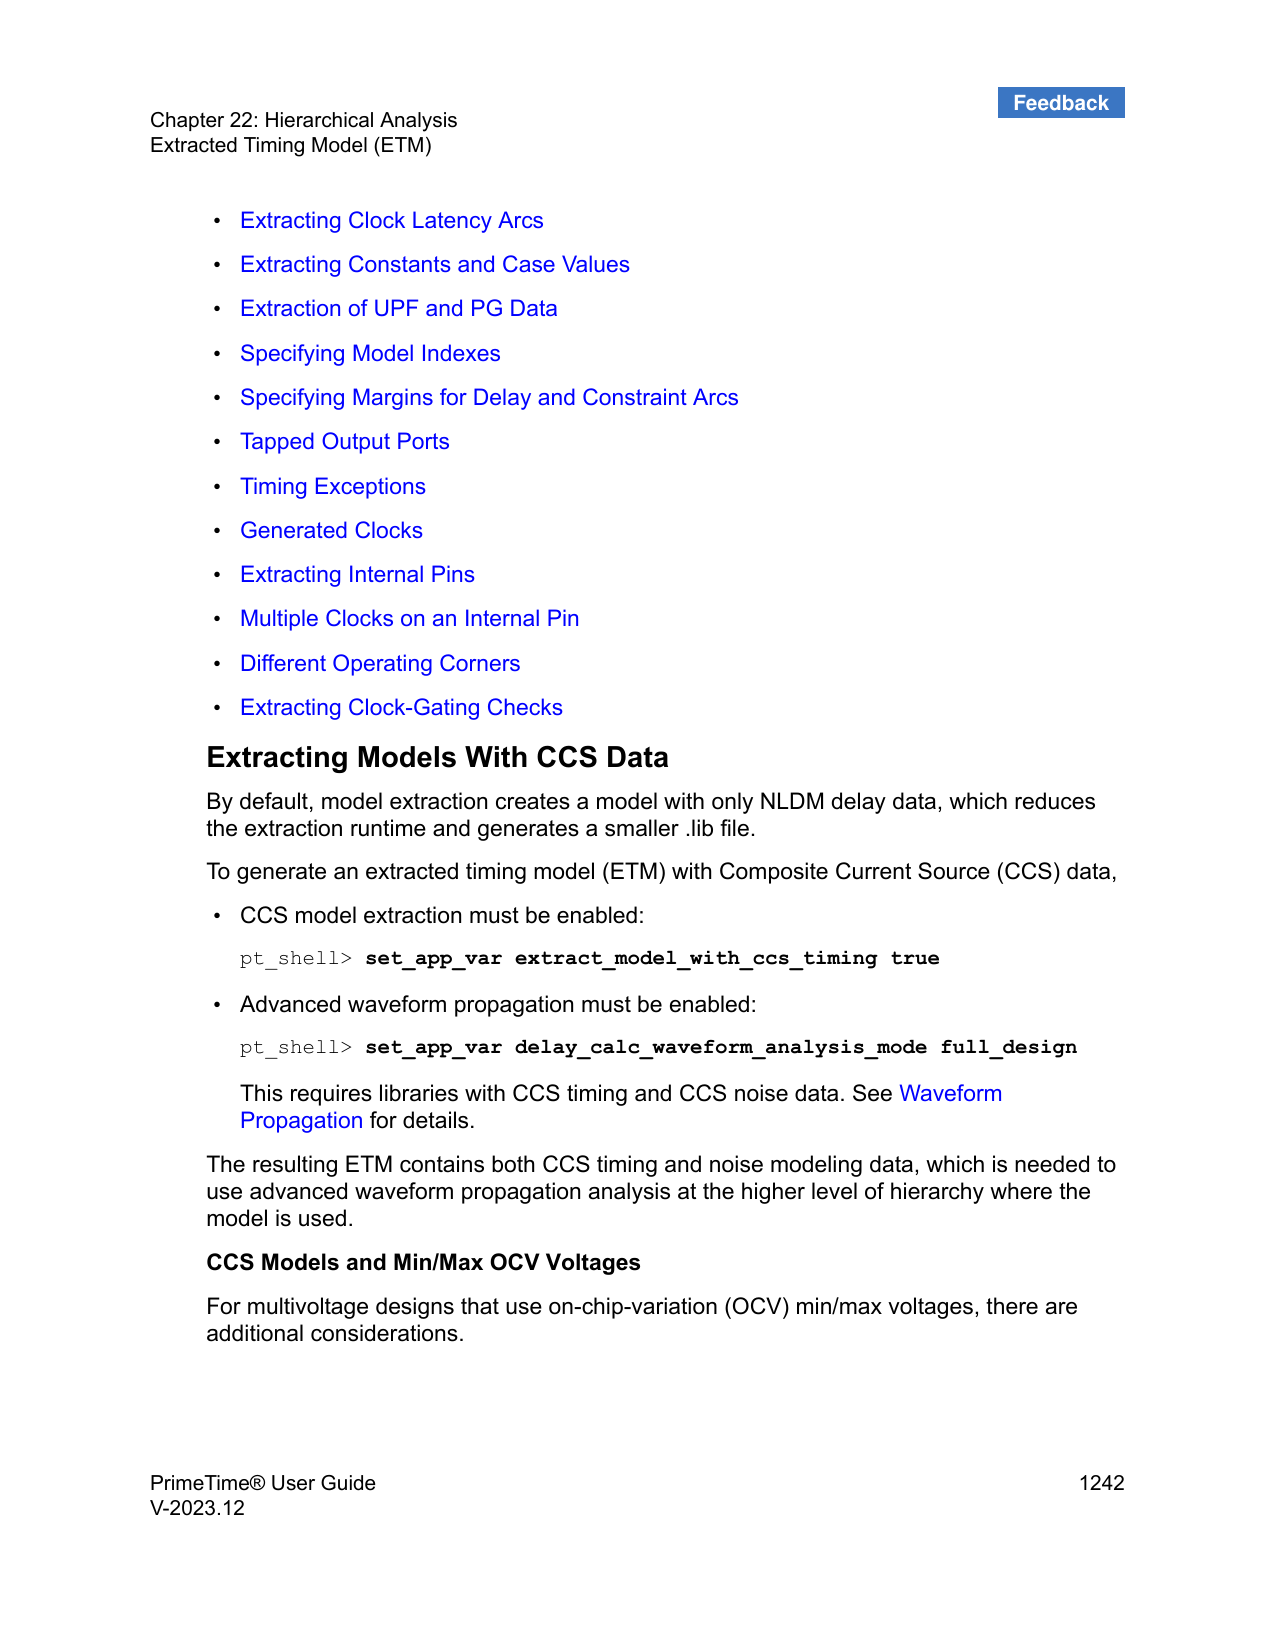 Feedback
Chapter 22: Hierarchical Analysis
Extracted Timing Model (ETM)
• Extracting Clock Latency Arcs
• Extracting Constants and Case Values
• Extraction of UPF and PG Data
• Specifying Model Indexes
• Specifying Margins for Delay and Constraint Arcs
• Tapped Output Ports
• Timing Exceptions
• Generated Clocks
• Extracting Internal Pins
• Multiple Clocks on an Internal Pin
• Different Operating Corners
• Extracting Clock-Gating Checks
Extracting Models With CCS Data
By default, model extraction creates a model with only NLDM delay data, which reduces
the extraction runtime and generates a smaller .lib file.
To generate an extracted timing model (ETM) with Composite Current Source (CCS) data,
• CCS model extraction must be enabled:
pt_shell> set_app_var extract_model_with_ccs_timing true
• Advanced waveform propagation must be enabled:
pt_shell> set_app_var delay_calc_waveform_analysis_mode full_design
This requires libraries with CCS timing and CCS noise data. See Waveform
Propagation for details.
The resulting ETM contains both CCS timing and noise modeling data, which is needed to
use advanced waveform propagation analysis at the higher level of hierarchy where the
model is used.
CCS Models and Min/Max OCV Voltages
For multivoltage designs that use on-chip-variation (OCV) min/max voltages, there are
additional considerations.
PrimeTime® User Guide 1242
V-2023.12